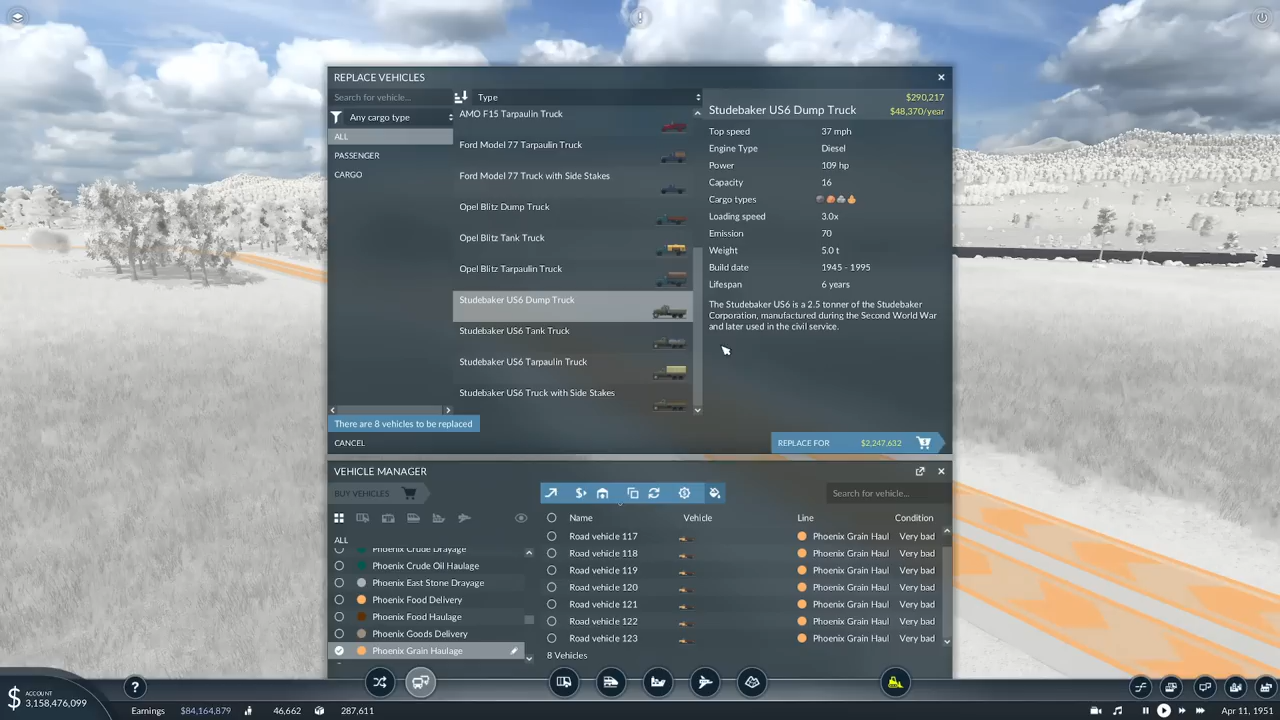 REPLACE VEHICLES
Search for vehicle...
Type
Any cargo type
ALL
PASSENGER
CARGO
AMO F15 Tarpaulin Truck
Ford Model 77 Tarpaulin Truck
Ford Model 77 Truck with Side Stakes
Opel Blitz Dump Truck
Opel Blitz Tank Truck
Opel Blitz Tarpaulin Truck
Studebaker US6 Dump Truck
Studebaker US6 Tank Truck
Studebaker US6 Tarpaulin Truck
Studebaker US6 Truck with Side Stakes
$290,217
Studebaker US6 Dump Truck
$48,370/year
Top speed 37 mph
Engine Type Diesel
Power 109 hp
Capacity 16
Cargo types
Loading speed 3.0x
Emission 70
Weight 5.0 t
Build date 1945 - 1995
Lifespan 6 years
The Studebaker US6 is a 2.5 tonner of the Studebaker
Corporation, manufactured during the Second World War
and later used in the civil service.
There are 8 vehicles to be replaced
CANCEL
REPLACE FOR $2,247,632
VEHICLE MANAGER
BUY VEHICLES
Search for vehicle...
ALL
Phoenix Crude Drayage
Phoenix Crude Oil Haulage
Phoenix East Stone Drayage
Phoenix Food Delivery
Phoenix Food Haulage
Phoenix Goods Delivery
Phoenix Grain Haulage
Name Vehicle Line Condition
Road vehicle 117 Phoenix Grain Haul Very bad
Road vehicle 118 Phoenix Grain Haul Very bad
Road vehicle 119 Phoenix Grain Haul Very bad
Road vehicle 120 Phoenix Grain Haul Very bad
Road vehicle 121 Phoenix Grain Haul Very bad
Road vehicle 122 Phoenix Grain Haul Very bad
Road vehicle 123 Phoenix Grain Haul Very bad
8 Vehicles
$ ACCOUNT
3,158,476,099
?
Earnings $84,164,879 46,662 287,611
Apr 11, 1951